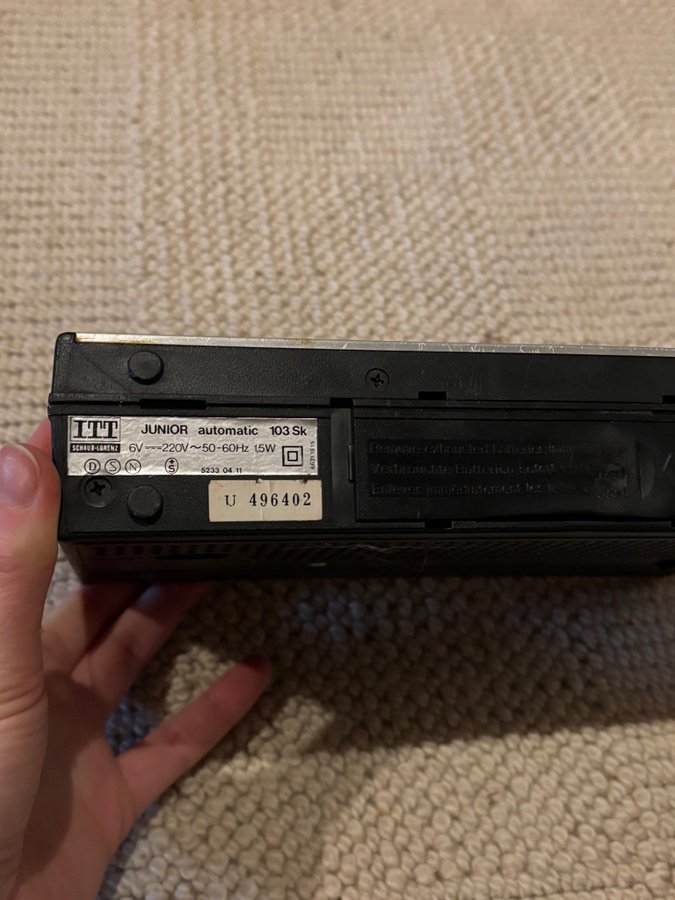 ITT
SCHAUB-LORENZ
JUNIOR automatic 103 Sk
6V 220V~50-60Hz 1,5W
D S N S
5233 04 11
U 496402
Remove exhausted batteries
Verbrauchte Batterien
Enlever immédiatement les